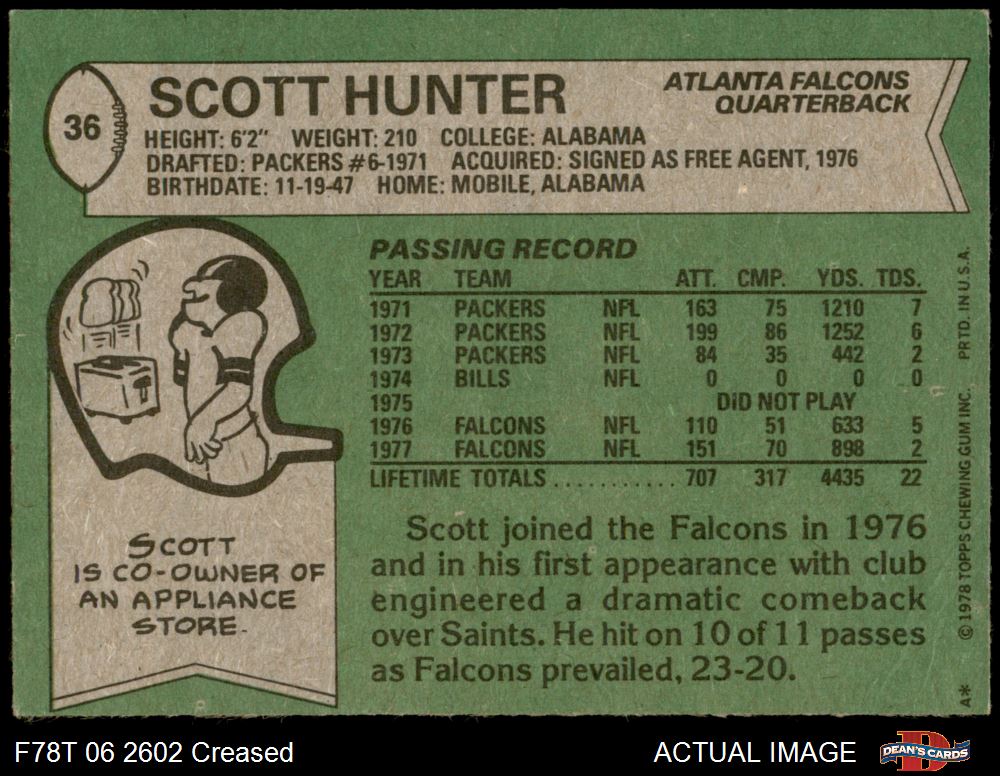 36
SCOTT HUNTER
ATLANTA FALCONS
QUARTERBACK
HEIGHT: 6'2" WEIGHT: 210 COLLEGE: ALABAMA
DRAFTED: PACKERS #6-1971 ACQUIRED: SIGNED AS FREE AGENT, 1976
BIRTHDATE: 11-19-47 HOME: MOBILE, ALABAMA
PASSING RECORD
YEAR TEAM ATT. CMP. YDS. TDS.
1971 PACKERS NFL 163 75 1210 7
1972 PACKERS NFL 199 86 1252 6
1973 PACKERS NFL 84 35 442 2
1974 BILLS NFL 0 0 0 0
1975 DID NOT PLAY
1976 FALCONS NFL 110 51 633 5
1977 FALCONS NFL 151 70 898 2
LIFETIME TOTALS ........... 707 317 4435 22
SCOTT
IS CO-OWNER OF
AN APPLIANCE
STORE.
Scott joined the Falcons in 1976
and in his first appearance with club
engineered a dramatic comeback
over Saints. He hit on 10 of 11 passes
as Falcons prevailed, 23-20.
A* © 1978 TOPPS CHEWING GUM INC. PRTD. IN U.S.A.
F78T 06 2602 Creased
ACTUAL IMAGE
D
DEAN'S CARDS